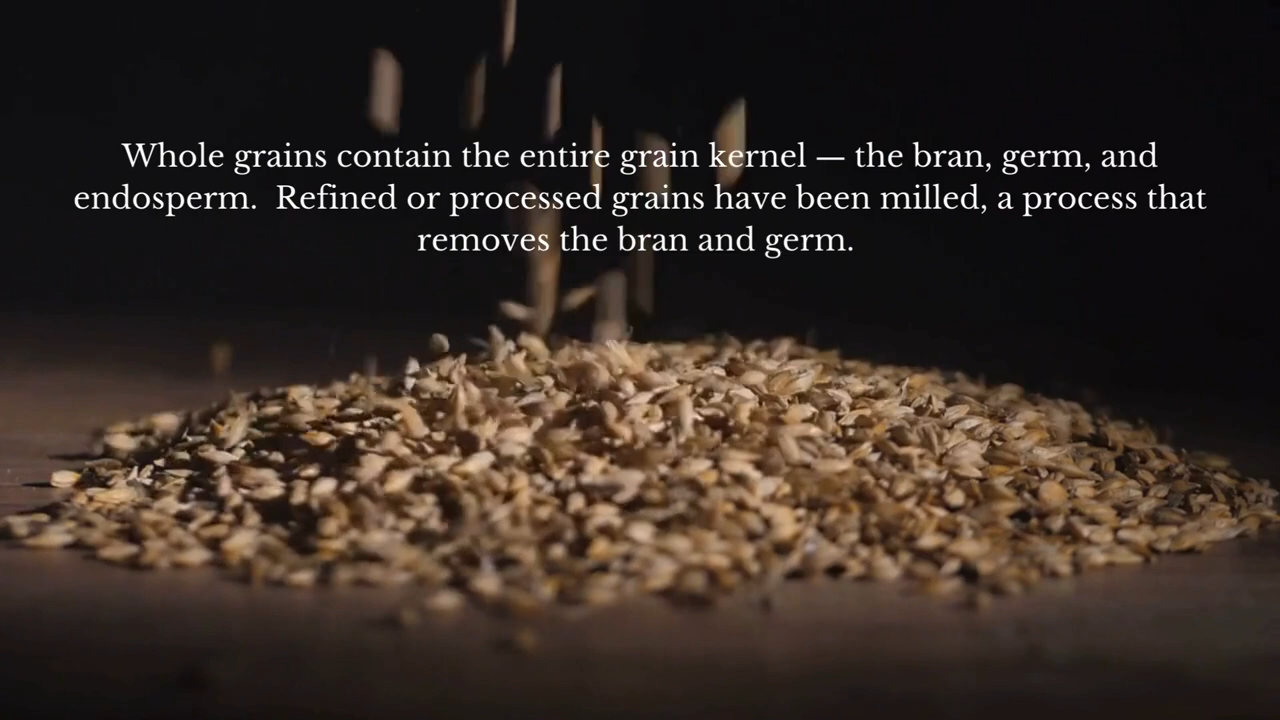 Whole grains contain the entire grain kernel — the bran, germ, and
endosperm.  Refined or processed grains have been milled, a process that
removes the bran and germ.